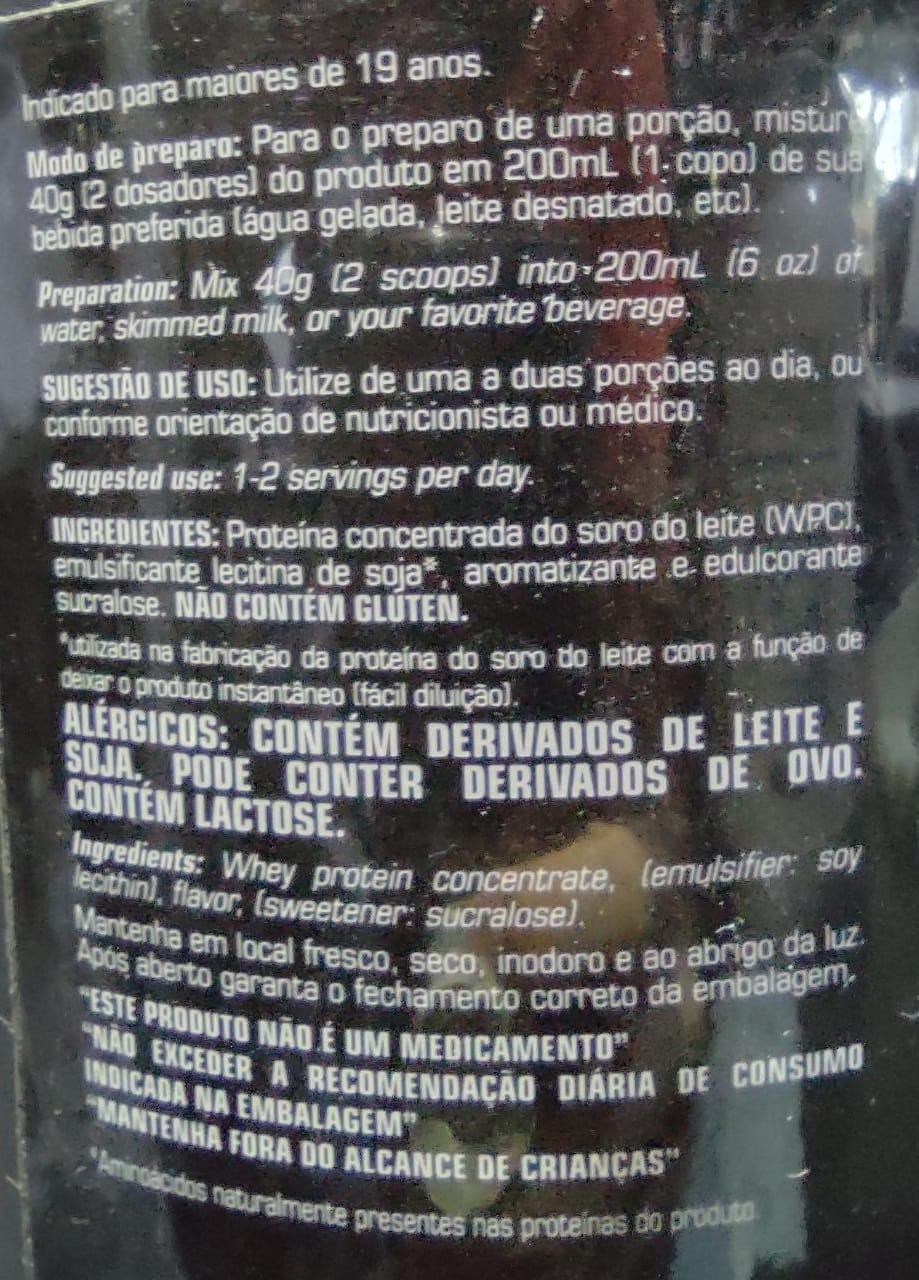 Indicado para maiores de 19 anos.
Modo de preparo: Para o preparo de uma porção, misture
40g (2 dosadores) do produto em 200mL (1 copo) de sua
bebida preferida (água gelada, leite desnatado, etc).
Preparation: Mix 40g (2 scoops) into 200mL (6 oz) of
water, skimmed milk, or your favorite beverage.
SUGESTÃO DE USO: Utilize de uma a duas porções ao dia, ou
conforme orientação de nutricionista ou médico.
Suggested use: 1-2 servings per day.
INGREDIENTES: Proteína concentrada do soro do leite (WPC),
emulsificante lecitina de soja*, aromatizante e edulcorante
sucralose. NÃO CONTÉM GLÚTEN.
*utilizada na fabricação da proteína do soro do leite com a função de
deixar o produto instantâneo (fácil diluição).
ALÉRGICOS: CONTÉM DERIVADOS DE LEITE E
SOJA. PODE CONTER DERIVADOS DE OVO.
CONTÉM LACTOSE.
Ingredients: Whey protein concentrate, (emulsifier: soy
lecithin), flavor, (sweetener: sucralose).
Mantenha em local fresco, seco, inodoro e ao abrigo da luz.
Após aberto garanta o fechamento correto da embalagem.
"ESTE PRODUTO NÃO É UM MEDICAMENTO"
"NÃO EXCEDER A RECOMENDAÇÃO DIÁRIA DE CONSUMO
INDICADA NA EMBALAGEM"
"MANTENHA FORA DO ALCANCE DE CRIANÇAS"
*Aminoácidos naturalmente presentes nas proteínas do produto.